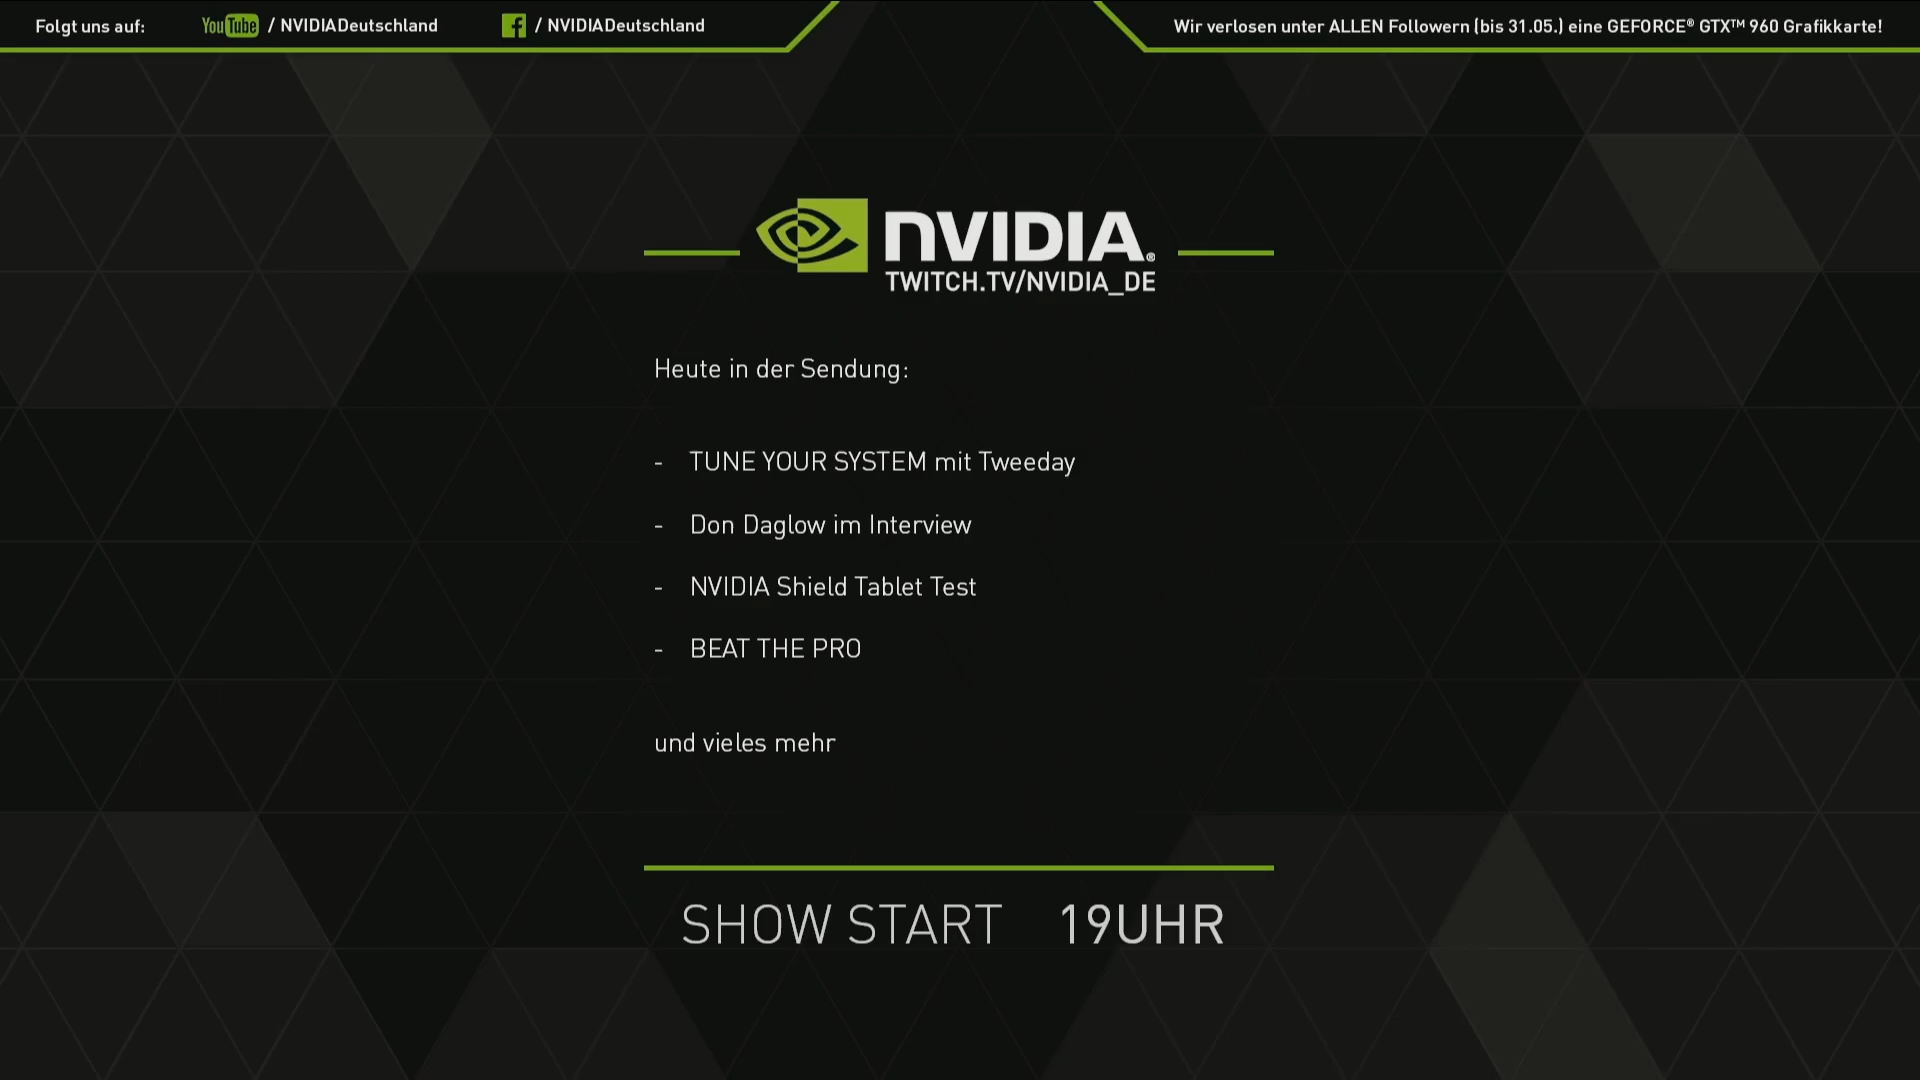 Folgt uns auf: YouTube / NVIDIADeutschland / NVIDIADeutschland
Wir verlosen unter ALLEN Followern (bis 31.05.) eine GEFORCE® GTX™ 960 Grafikkarte!
NVIDIA®
TWITCH.TV/NVIDIA_DE
Heute in der Sendung:
- TUNE YOUR SYSTEM mit Tweeday
- Don Daglow im Interview
- NVIDIA Shield Tablet Test
- BEAT THE PRO
und vieles mehr
SHOW START 19UHR